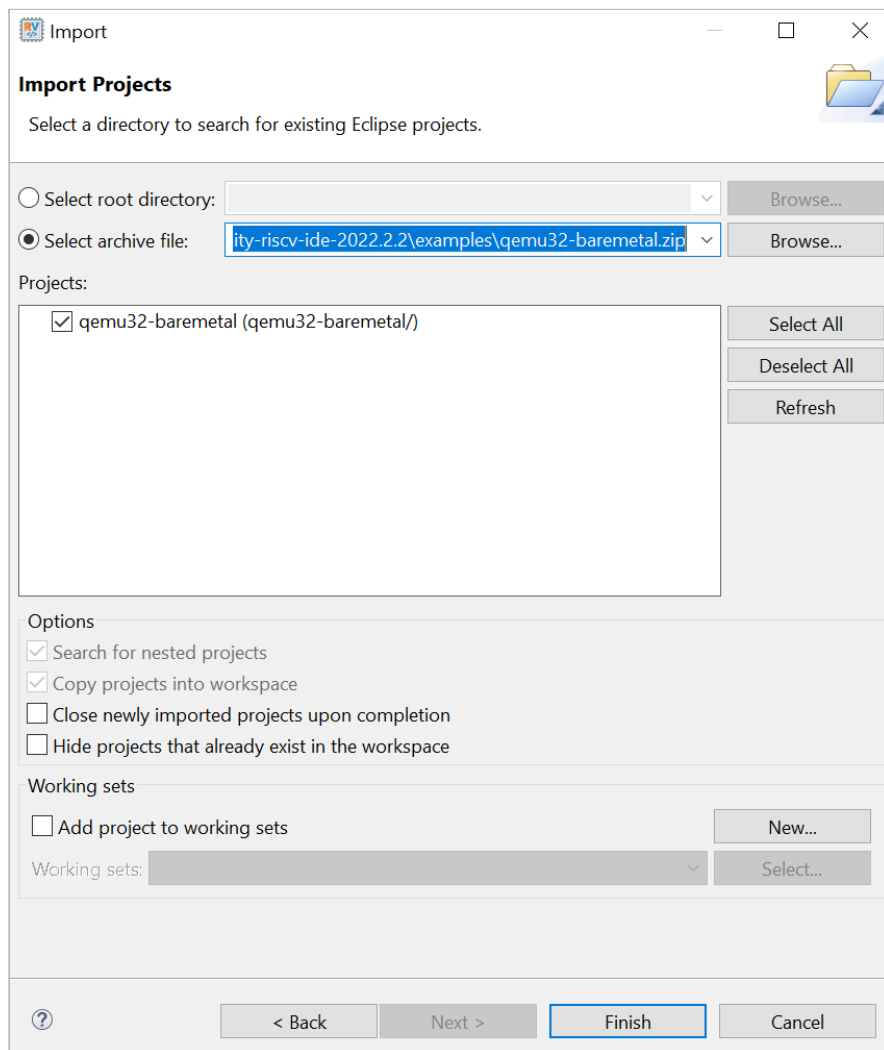 RV
Import
Import Projects
Select a directory to search for existing Eclipse projects.
Select root directory:
Browse...
Select archive file:
ity-riscv-ide-2022.2.2\examples\qemu32-baremetal.zip
Browse...
Projects:
qemu32-baremetal (qemu32-baremetal/)
Select All
Deselect All
Refresh
Options
Search for nested projects
Copy projects into workspace
Close newly imported projects upon completion
Hide projects that already exist in the workspace
Working sets
Add project to working sets
New...
Working sets:
Select...
?
< Back
Next >
Finish
Cancel